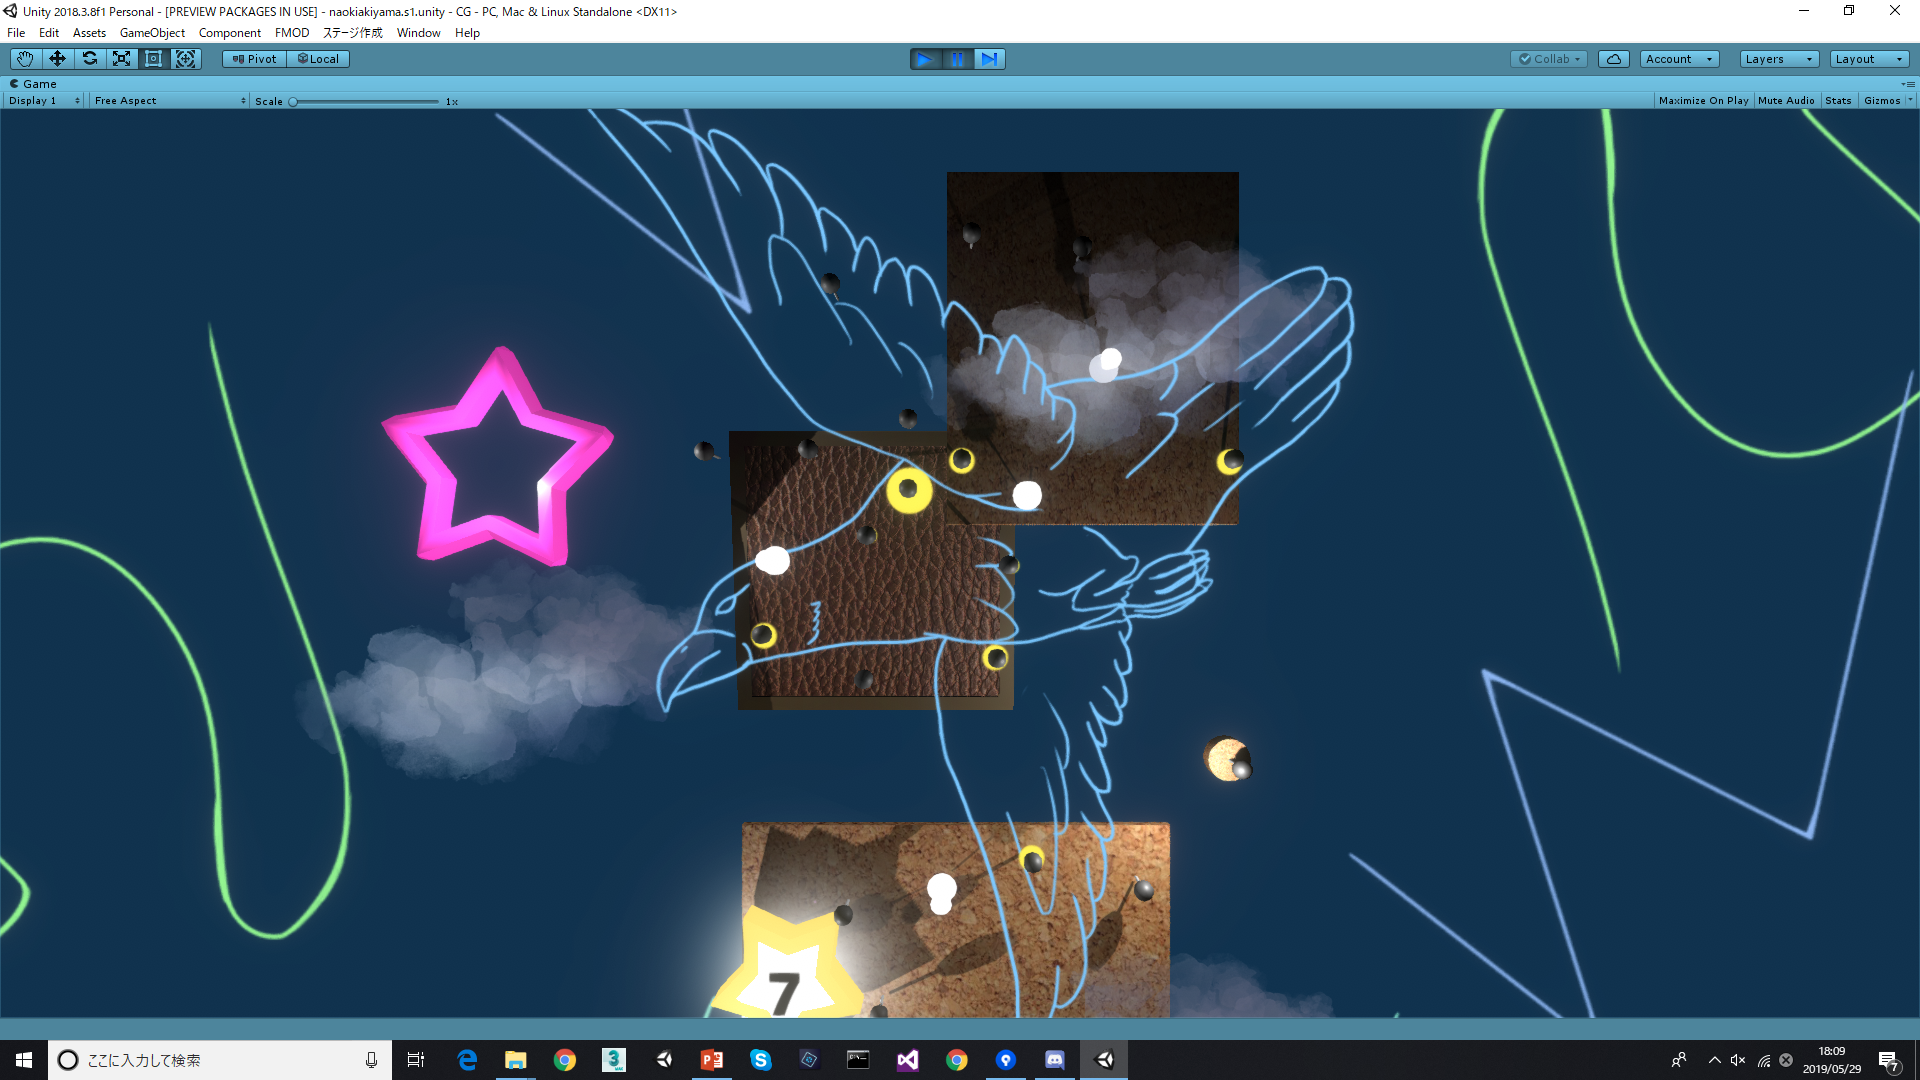 Unity 2018.3.8f1 Personal - [PREVIEW PACKAGES IN USE] - naokiakiyama.s1.unity - CG - PC, Mac & Linux Standalone <DX11>
File Edit Assets GameObject Component FMOD ステージ作成 Window Help
Pivot Local Collab Account Layers Layout
Game
Display 1 Free Aspect Scale 1x Maximize On Play Mute Audio Stats Gizmos
7
ここに入力して検索
18:09
2019/05/29
7